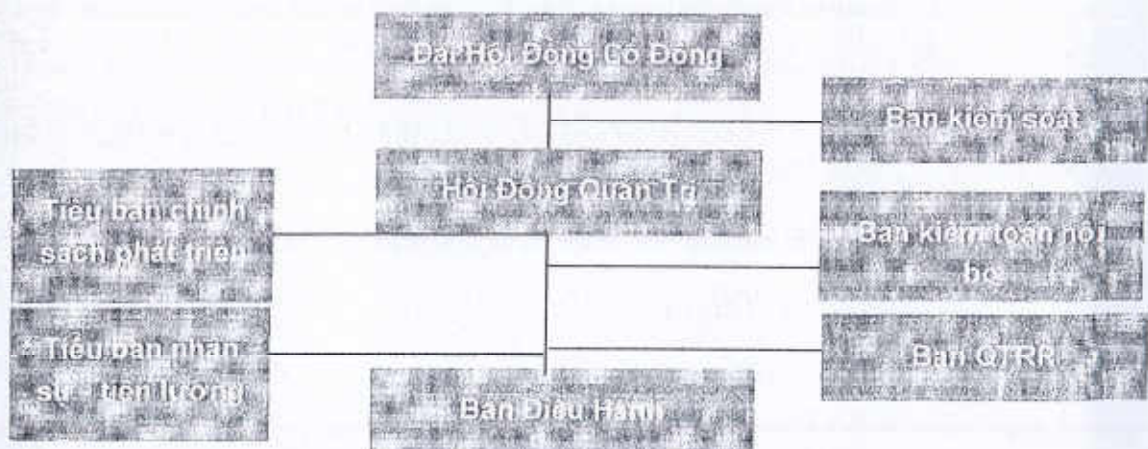 Đại Hội Đồng Cổ Đông
Ban kiểm soát
Hội Đồng Quản Trị
Tiểu ban chính
sách phát triển
Ban kiểm toán nội
bộ
Tiểu ban nhân
sự - tiền lương
Ban QTRR
Ban Điều Hành